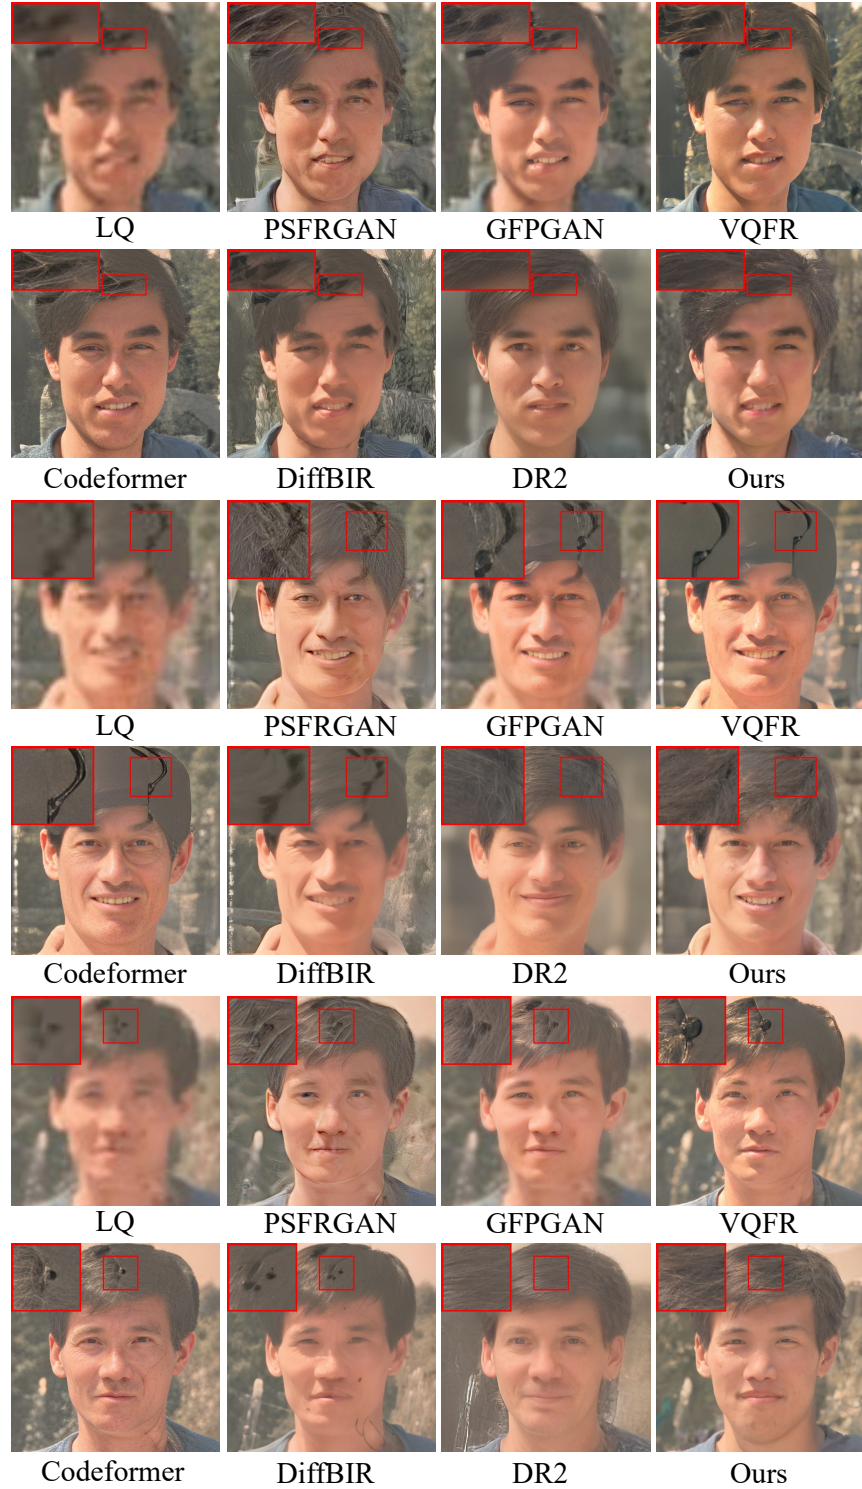 LQ PSFRGAN GFPGAN VQFR
Codeformer DiffBIR DR2 Ours
LQ PSFRGAN GFPGAN VQFR
Codeformer DiffBIR DR2 Ours
LQ PSFRGAN GFPGAN VQFR
Codeformer DiffBIR DR2 Ours